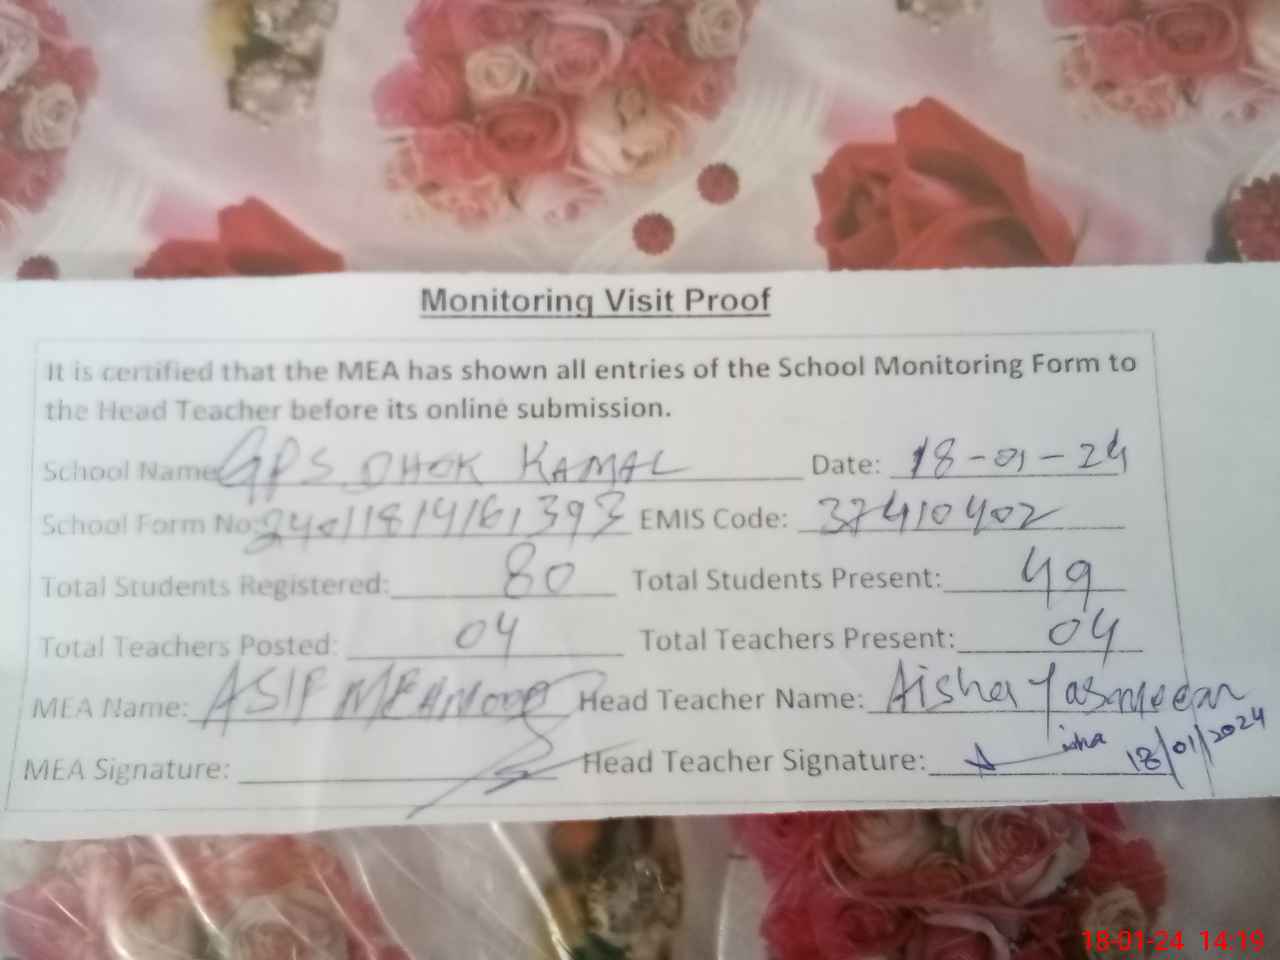 Monitoring Visit Proof
It is certified that the MEA has shown all entries of the School Monitoring Form to
the Head Teacher before its online submission.
School Name GPS DHOK KAMAL Date: 18-01-24
School Form No: 24011814161393 EMIS Code: 37410402
Total Students Registered: 80 Total Students Present: 49
Total Teachers Posted: 04 Total Teachers Present: 04
MEA Name: ASIF MEHMOOD Head Teacher Name: Aisha Yasmeen
MEA Signature: Head Teacher Signature: Aisha 18/01/2024
18-01-24 14:19